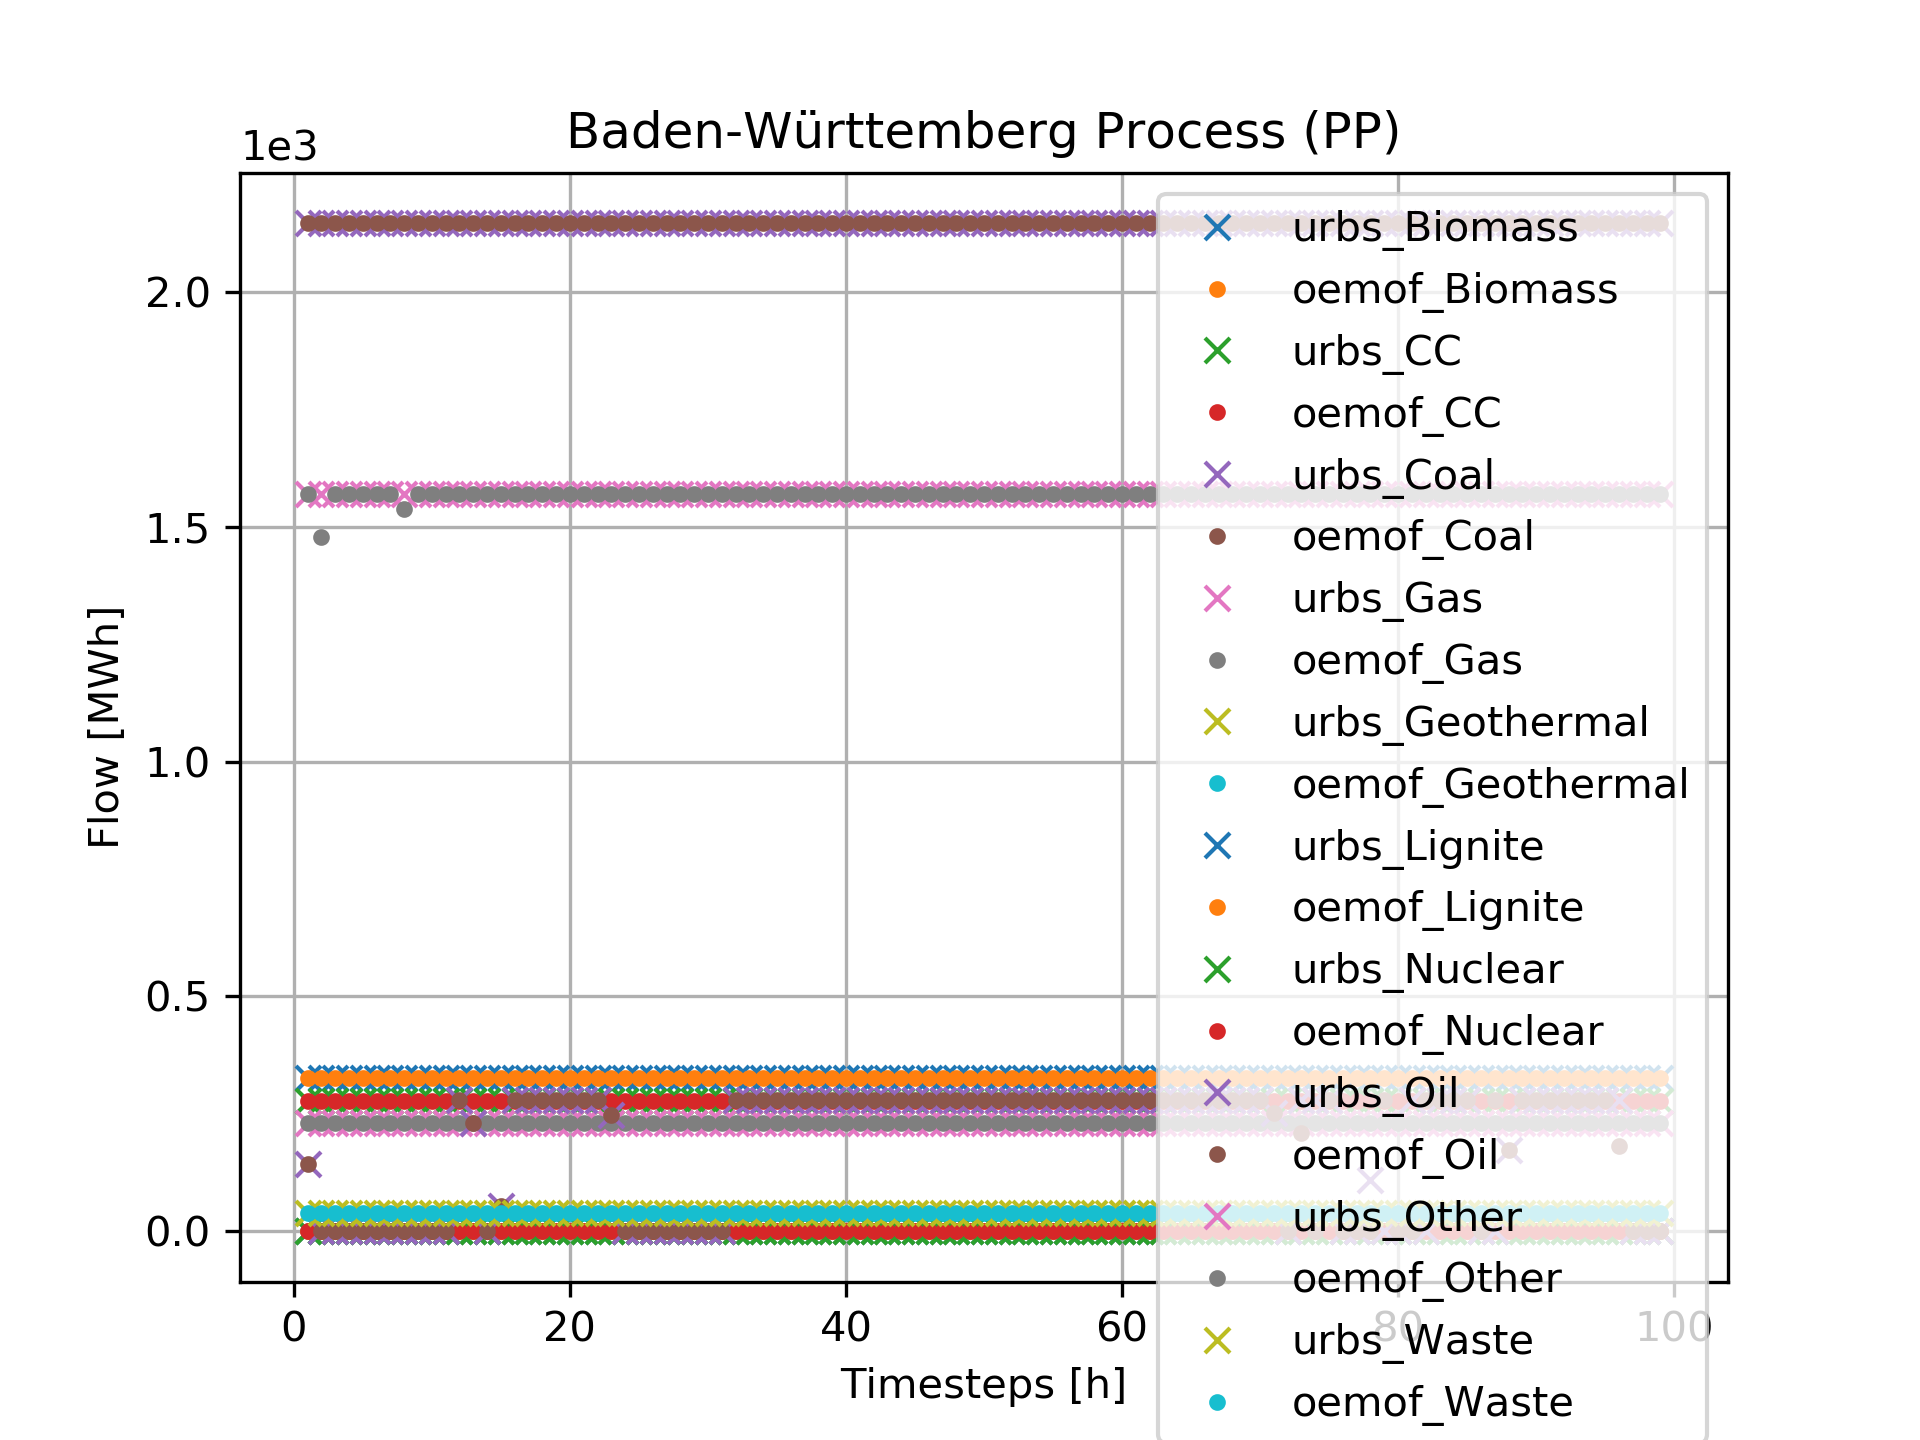 Baden-Württemberg Process (PP)
1e3
2.0
1.5
1.0
0.5
0.0
Flow [MWh]
0
20
40
60
80
100
Timesteps [h]
urbs_Biomass
oemof_Biomass
urbs_CC
oemof_CC
urbs_Coal
oemof_Coal
urbs_Gas
oemof_Gas
urbs_Geothermal
oemof_Geothermal
urbs_Lignite
oemof_Lignite
urbs_Nuclear
oemof_Nuclear
urbs_Oil
oemof_Oil
urbs_Other
oemof_Other
urbs_Waste
oemof_Waste